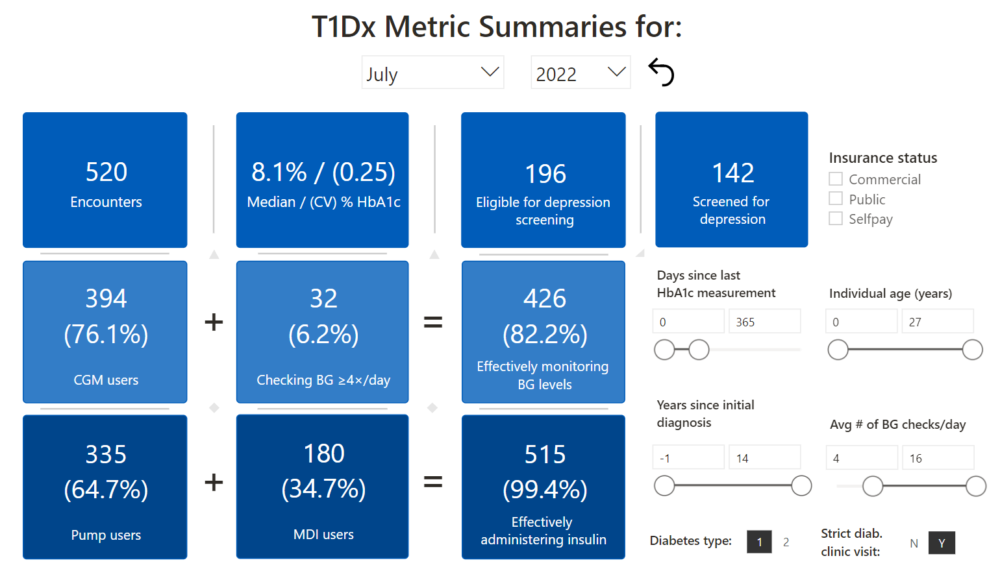 T1Dx Metric Summaries for:
July
2022
520
Encounters
8.1% / (0.25)
Median / (CV) % HbA1c
196
Eligible for depression
screening
142
Screened for
depression
Insurance status
Commercial
Public
Selfpay
394
(76.1%)
CGM users
+
32
(6.2%)
Checking BG ≥4×/day
=
426
(82.2%)
Effectively monitoring
BG levels
Days since last
HbA1c measurement
0
365
Individual age (years)
0
27
335
(64.7%)
Pump users
+
180
(34.7%)
MDI users
=
515
(99.4%)
Effectively
administering insulin
Years since initial
diagnosis
-1
14
Avg # of BG checks/day
4
16
Diabetes type:
1
2
Strict diab.
clinic visit:
N
Y